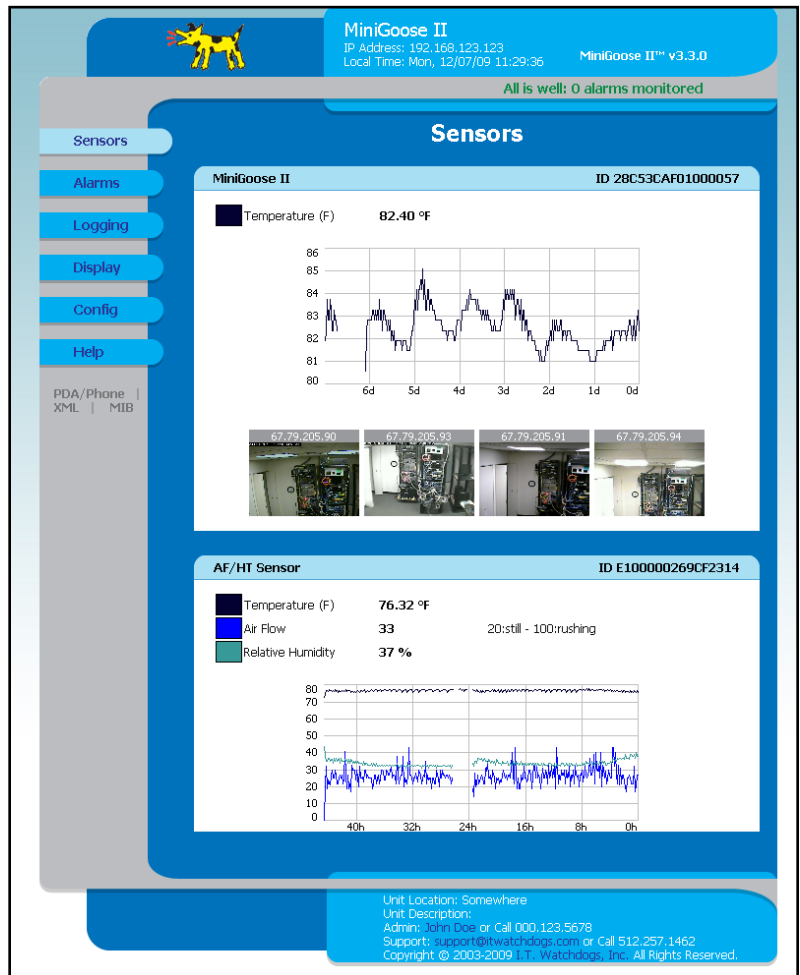 MiniGoose II
IP Address: 192.168.123.123
Local Time: Mon, 12/07/09 11:29:36
MiniGoose II™ v3.3.0
All is well: 0 alarms monitored
Sensors
Alarms
Logging
Display
Config
Help
PDA/Phone |
XML | MIB
Sensors
MiniGoose II ID 28C53CAF01000057
Temperature (F) 82.40 ºF
86
85
84
83
82
81
80
6d 5d 4d 3d 2d 1d 0d
67.79.205.90 67.79.205.93 67.79.205.91 67.79.205.94
AF/HT Sensor ID E100000269CF2314
Temperature (F) 76.32 ºF
Air Flow 33 20:still - 100:rushing
Relative Humidity 37 %
80
70
60
50
40
30
20
10
0
40h 32h 24h 16h 8h 0h
Unit Location: Somewhere
Unit Description:
Admin: John Doe or Call 000.123.5678
Support: support@itwatchdogs.com or Call 512.257.1462
Copyright © 2003-2009 I.T. Watchdogs, Inc. All Rights Reserved.